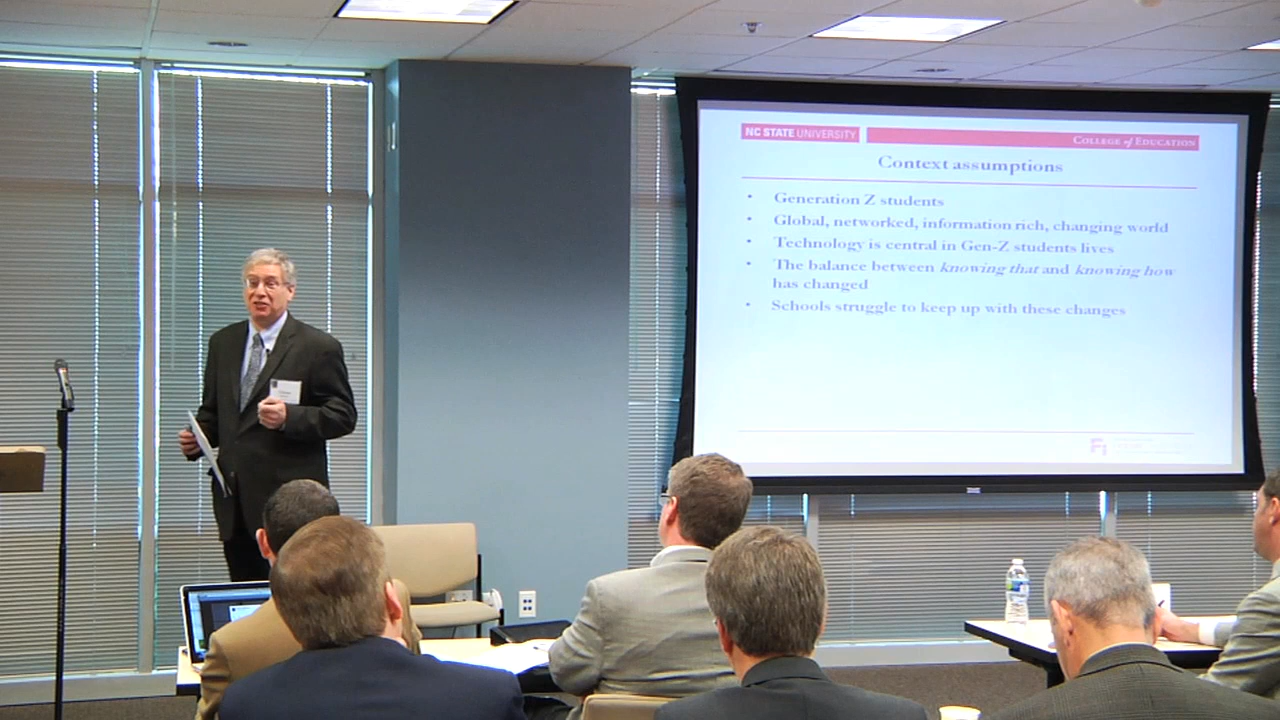 NC STATE UNIVERSITY
COLLEGE of EDUCATION
Context assumptions
• Generation Z students
• Global, networked, information rich, changing world
• Technology is central in Gen-Z students lives
• The balance between knowing that and knowing how
has changed
• Schools struggle to keep up with these changes